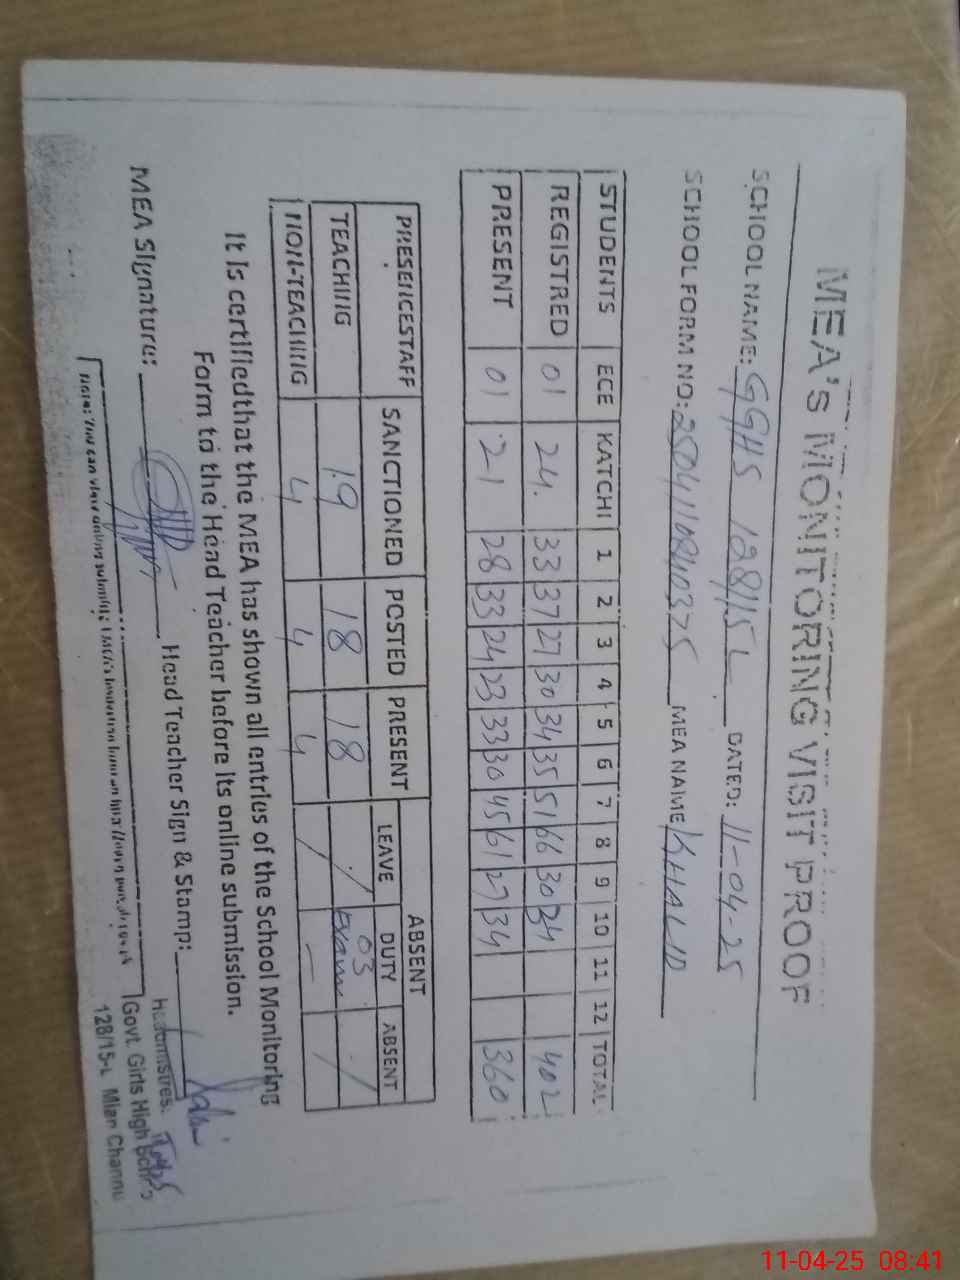 MEA's MONITORING VISIT PROOF
SCHOOL NAME: GGHS 128/15L DATED: 11-04-25
SCHOOL FORM NO: MEA NAME KHALID
STUDENTS ECE KATCHI 1 2 3 4 5 6 7 8 9 10 11 12 TOTAL
REGISTRED 01 24. 33 37 27 30 34 35 51 66 30 34 402
PRESENT 01 21 28 33 24 23 33 30 45 61 27 34 360
PRESENCESTAFF SANCTIONED POSTED PRESENT ABSENT
LEAVE DUTY ABSENT
TEACHING 19 18 18 / 03 Exam /
NON-TEACHING 4 4 4 / — /
It is certifiedthat the MEA has shown all entries of the School Monitoring
Form to the Head Teacher before its online submission.
MEA Signature: Head Teacher Sign & Stamp:
Headmistres.
Govt. Girls High School
128/15-L Mian Channu
11-04-25 08:41